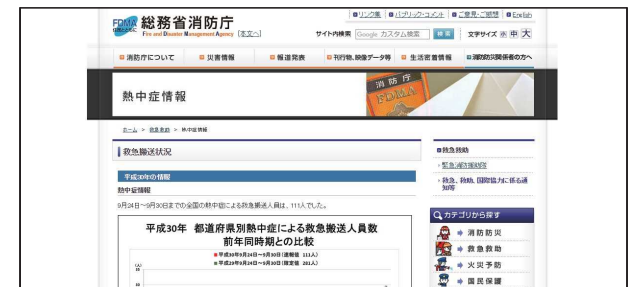 リンク集 パブリック・コメント ご意見・ご感想 English
FDMA 総務省消防庁
Fire and Disaster Management Agency [本文へ]
サイト内検索 Google カスタム検索 検索 文字サイズ 小 中 大
消防庁について 災害情報 報道発表 刊行物、映像データ等 生活密着情報 消防防災関係者の方へ
熱中症情報
消防庁
FDMA
ホーム > 救急救助 > 熱中症情報
救急搬送状況
平成30年の情報
熱中症情報
9月24日～9月30日までの全国の熱中症による救急搬送人員は、111人でした。
平成30年 都道府県別熱中症による救急搬送人員数
前年同時期との比較
平成30年9月24日～9月30日(速報値 111人)
平成29年9月24日～9月30日(確定値 281人)
(人)
救急救助
緊急消防援助隊
救急、救助、国際協力に係る通
知等
カテゴリから探す
消防防災
救急救助
火災予防
国民保護